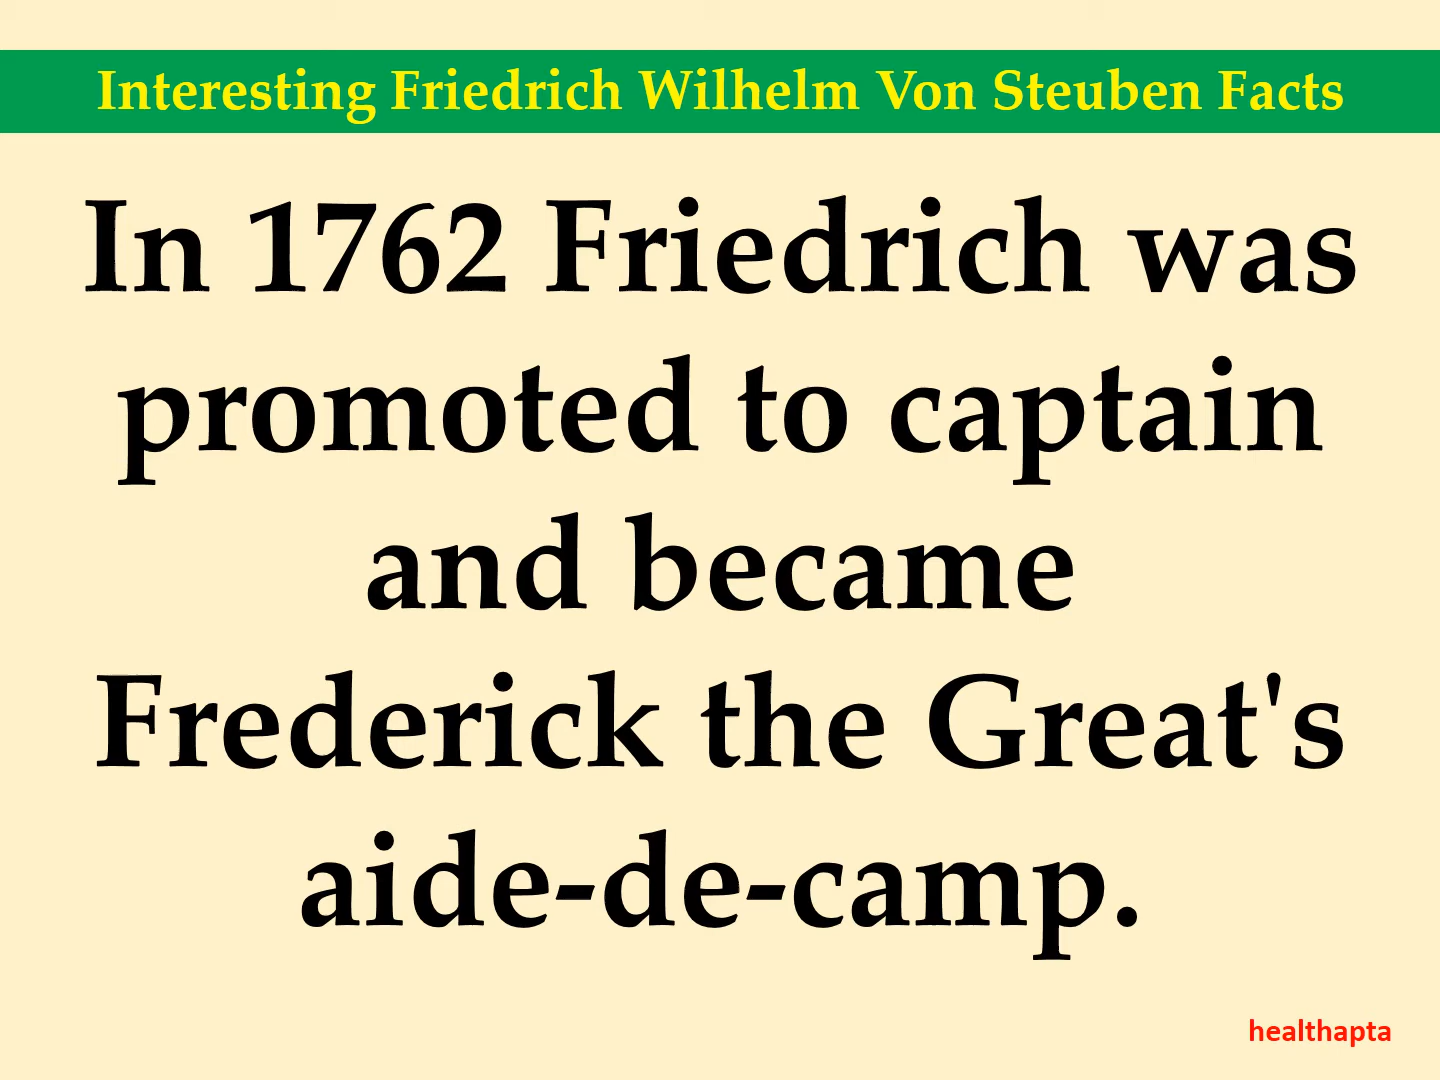 Interesting Friedrich Wilhelm Von Steuben Facts
In 1762 Friedrich was
promoted to captain
and became
Frederick the Great's
aide-de-camp.
healthapta